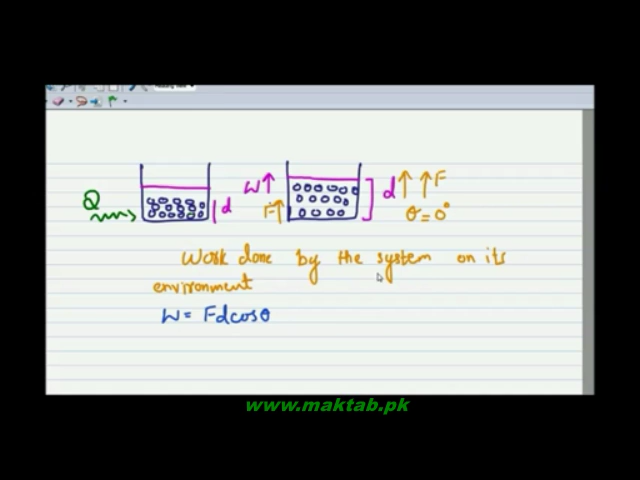 Q
d
W
F
d
F
θ = 0°
Work done by the system on its
environment
W = Fdcosθ
www.maktab.pk